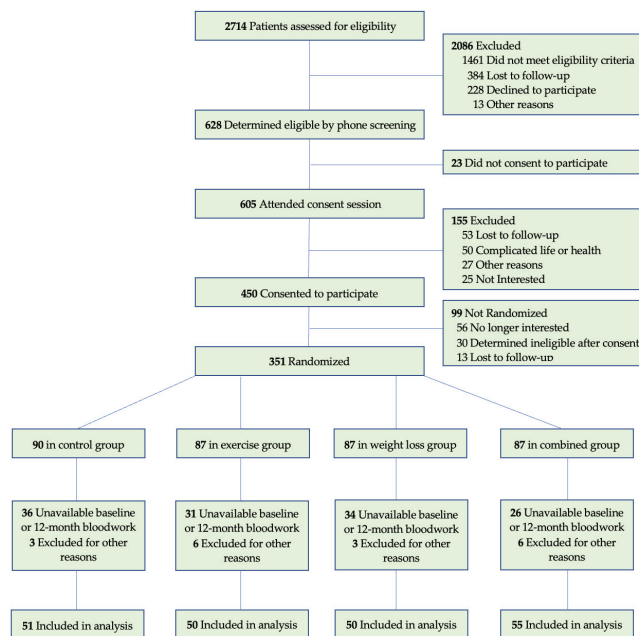 2714 Patients assessed for eligibility
2086 Excluded
1461 Did not meet eligibility criteria
384 Lost to follow-up
228 Declined to participate
13 Other reasons
628 Determined eligible by phone screening
23 Did not consent to participate
605 Attended consent session
155 Excluded
53 Lost to follow-up
50 Complicated life or health
27 Other reasons
25 Not Interested
450 Consented to participate
99 Not Randomized
56 No longer interested
30 Determined ineligible after consent
13 Lost to follow-up
351 Randomized
90 in control group
87 in exercise group
87 in weight loss group
87 in combined group
36 Unavailable baseline
or 12-month bloodwork
3 Excluded for other
reasons
31 Unavailable baseline
or 12-month bloodwork
6 Excluded for other
reasons
34 Unavailable baseline
or 12-month bloodwork
3 Excluded for other
reasons
26 Unavailable baseline
or 12-month bloodwork
6 Excluded for other
reasons
51 Included in analysis
50 Included in analysis
50 Included in analysis
55 Included in analysis